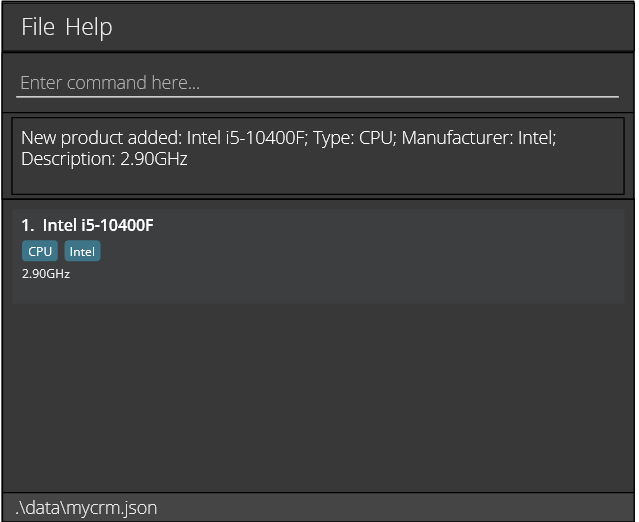 File Help
Enter command here...
New product added: Intel i5-10400F; Type: CPU; Manufacturer: Intel;
Description: 2.90GHz
1. Intel i5-10400F
CPU Intel
2.90GHz
.\data\mycrm.json